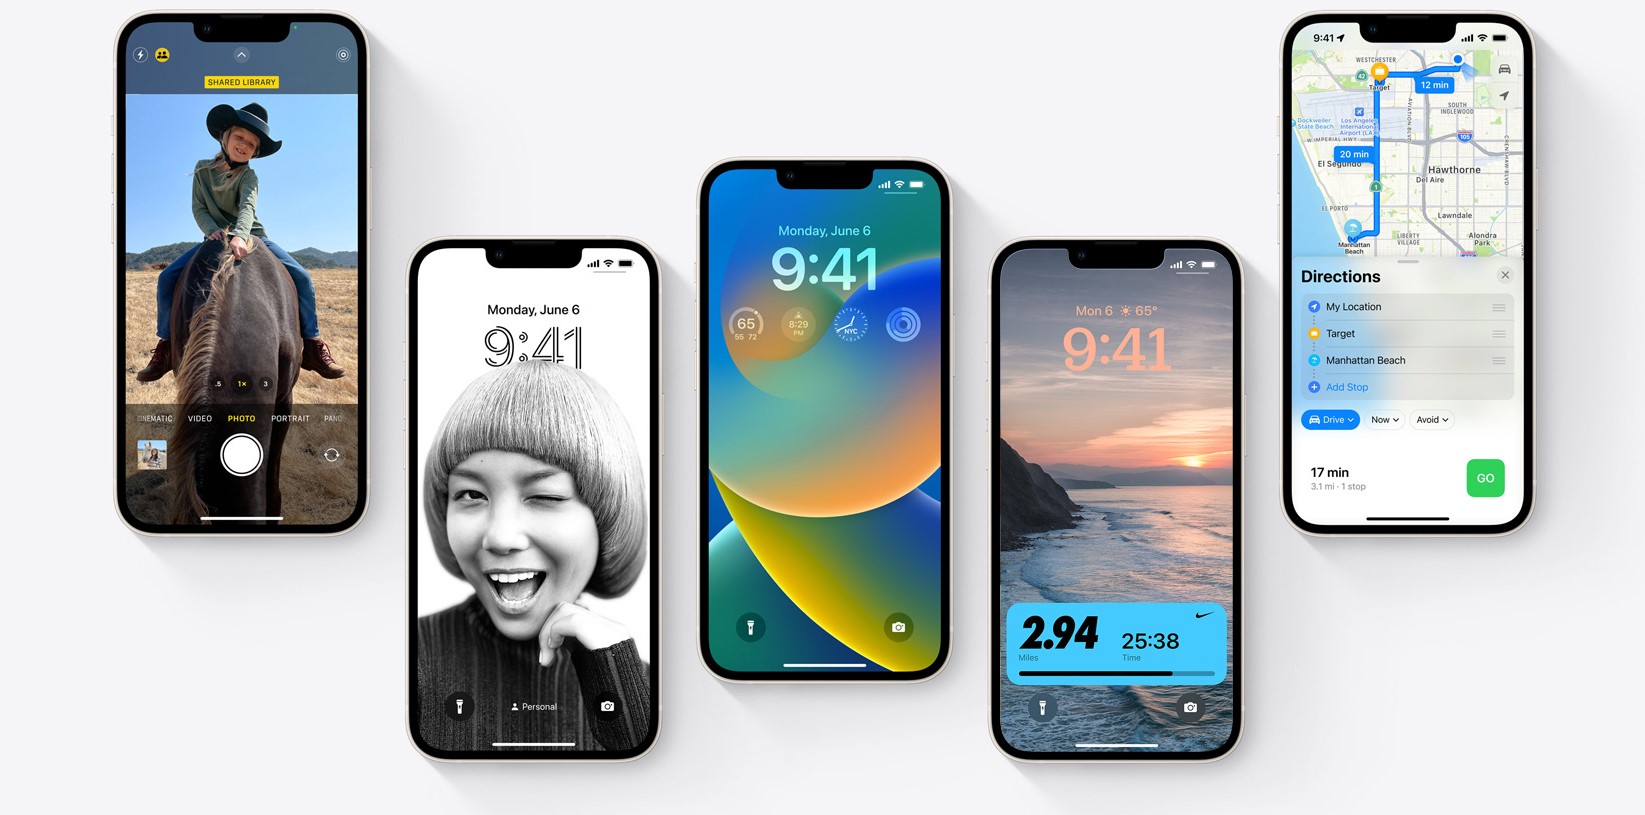 SHARED LIBRARY
.5 1× 3
VIDEO PHOTO PORTRAIT
Monday, June 6
9:41
Personal
Monday, June 6
9:41
65
55 72
8:29
PM
NYC
Mon 6 65°
9:41
2.94 25:38
Miles Time
9:41
WESTCHESTER
42
Target
12 min
SOUTH
INGLEWOOD
Dockweiler
State Beach
Los Angeles
International
Airport (LA
W IMPERIAL HWY
105
20 min
El Segundo
Hawthorne
Del Aire
1
EL PORTO
Lawndale
LIBERTY
VILLAGE
Alondra
Park
Manhattan
Beach
Directions
My Location
Target
Manhattan Beach
Add Stop
Drive Now Avoid
17 min
3.1 mi · 1 stop
GO